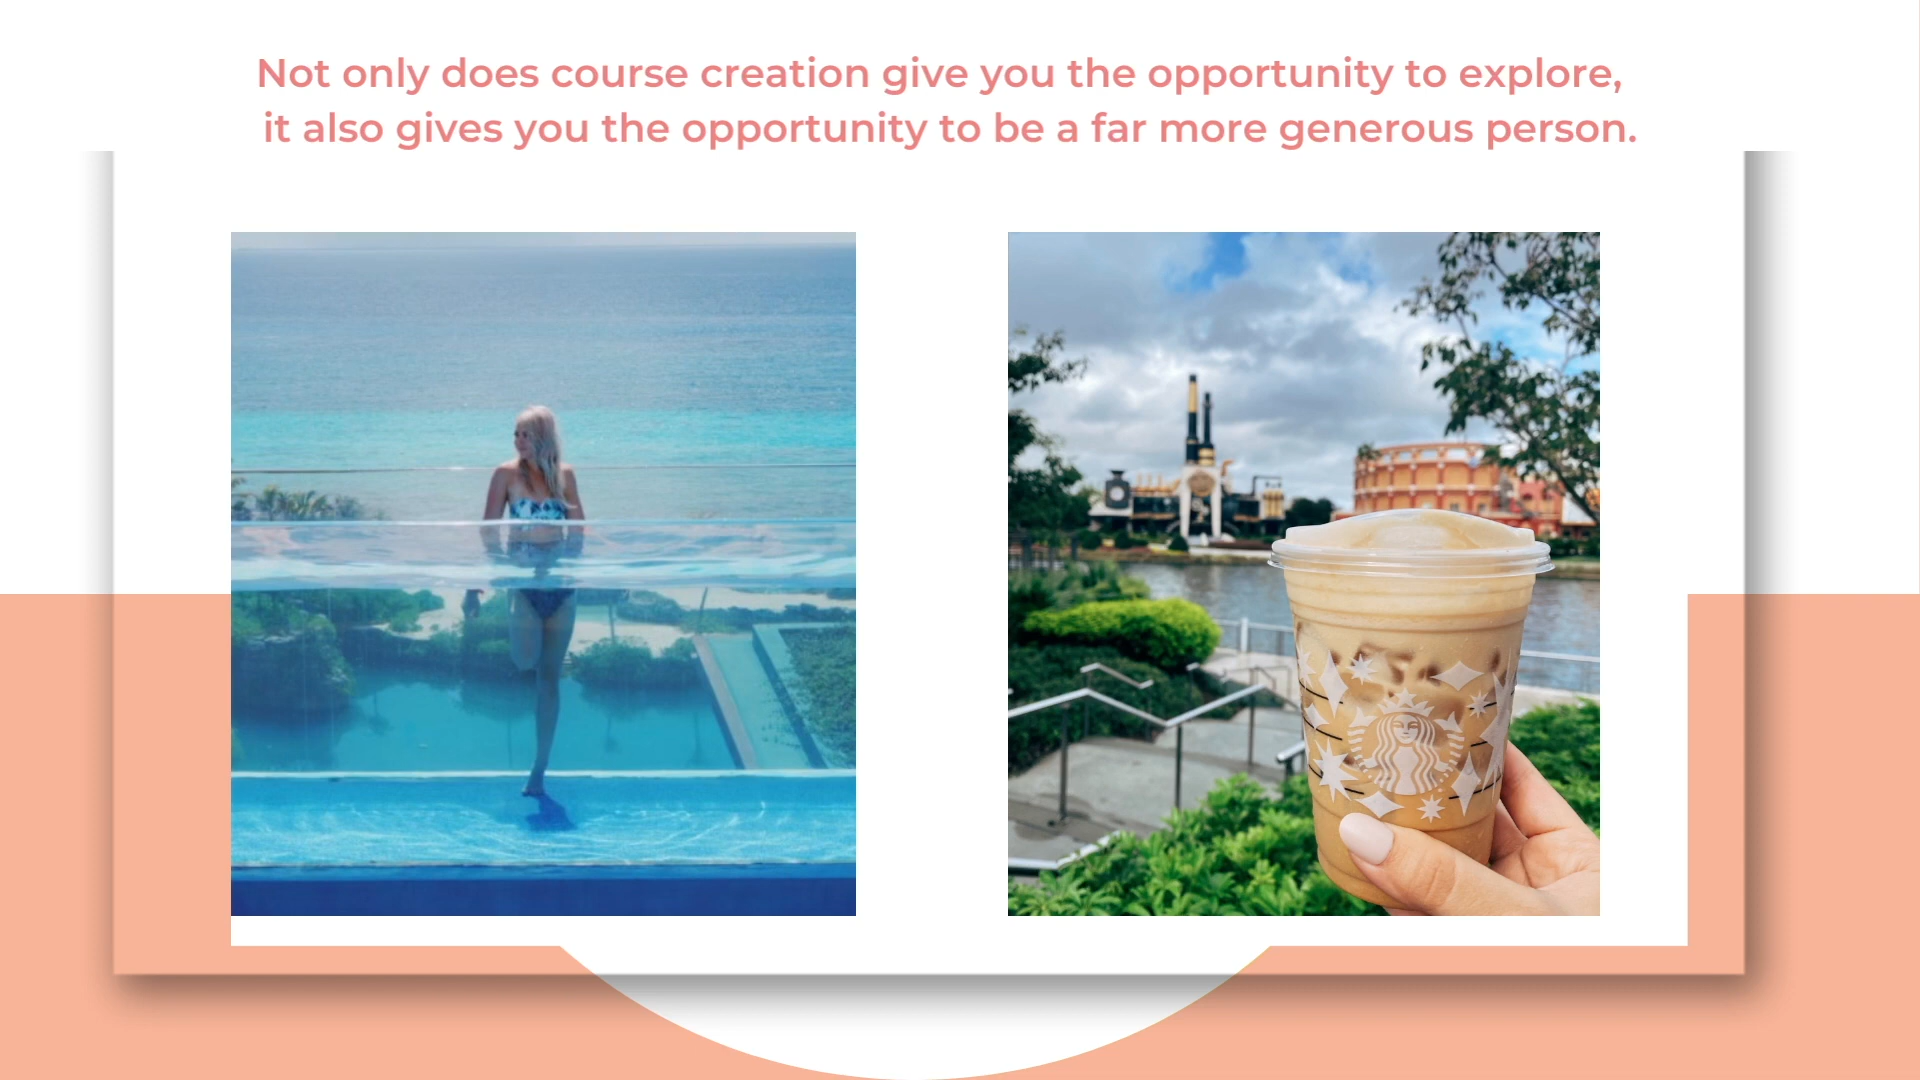 Not only does course creation give you the opportunity to explore,
it also gives you the opportunity to be a far more generous person.